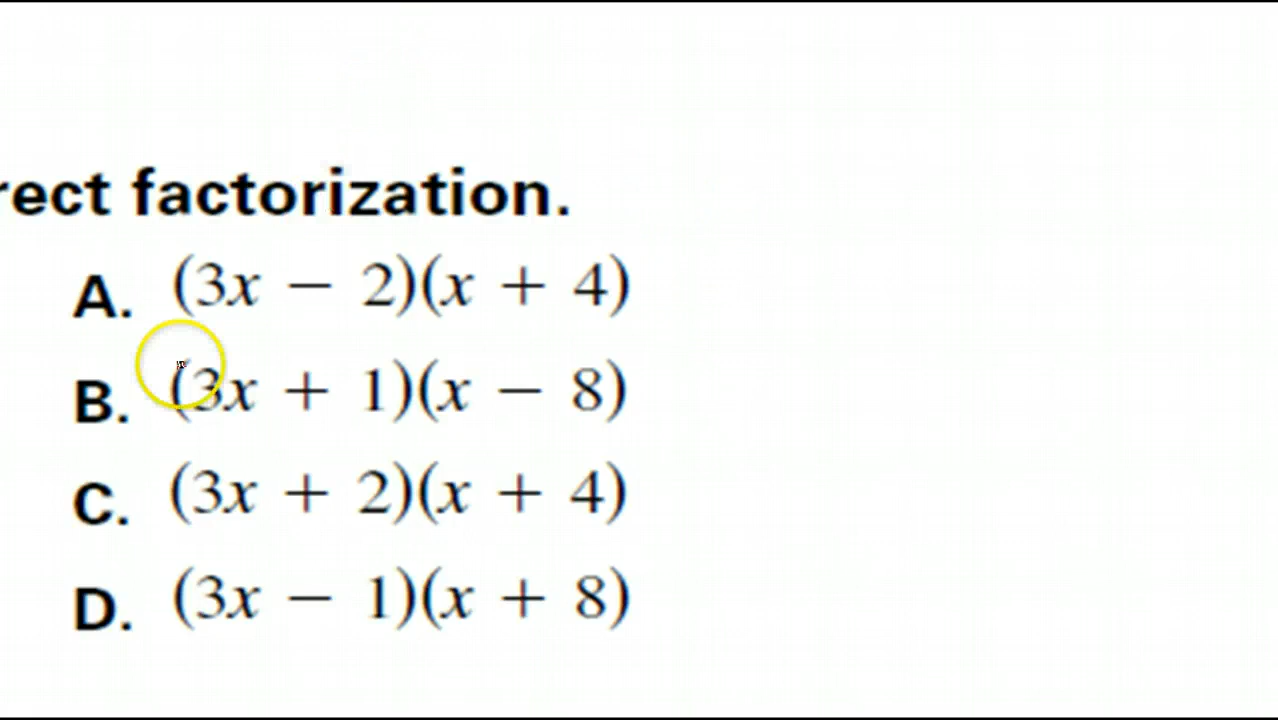 rect factorization.
A. (3x − 2)(x + 4)
B. (3x + 1)(x − 8)
C. (3x + 2)(x + 4)
D. (3x − 1)(x + 8)